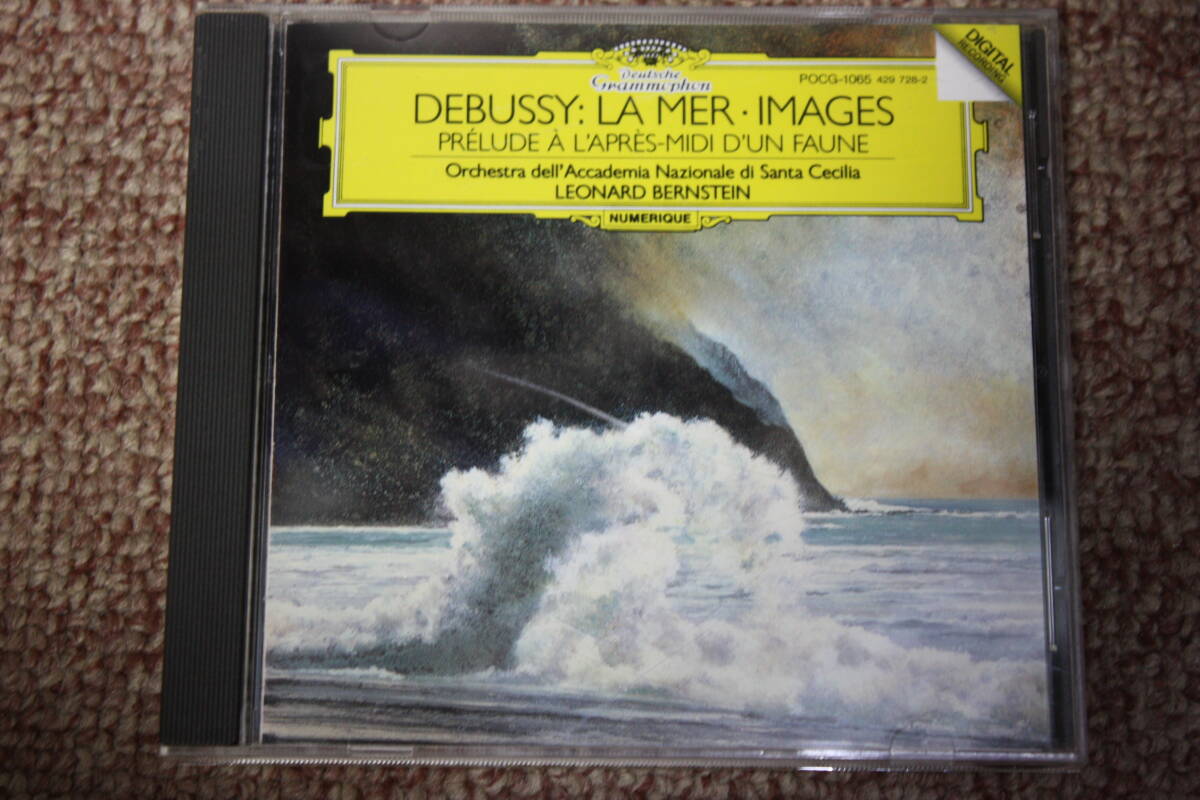 Deutsche
Grammophon
POCG-1065 429 728-2
DIGITAL
RECORDING
DEBUSSY: LA MER · IMAGES
PRÉLUDE À L'APRÈS-MIDI D'UN FAUNE
Orchestra dell'Accademia Nazionale di Santa Cecilia
LEONARD BERNSTEIN
NUMERIQUE